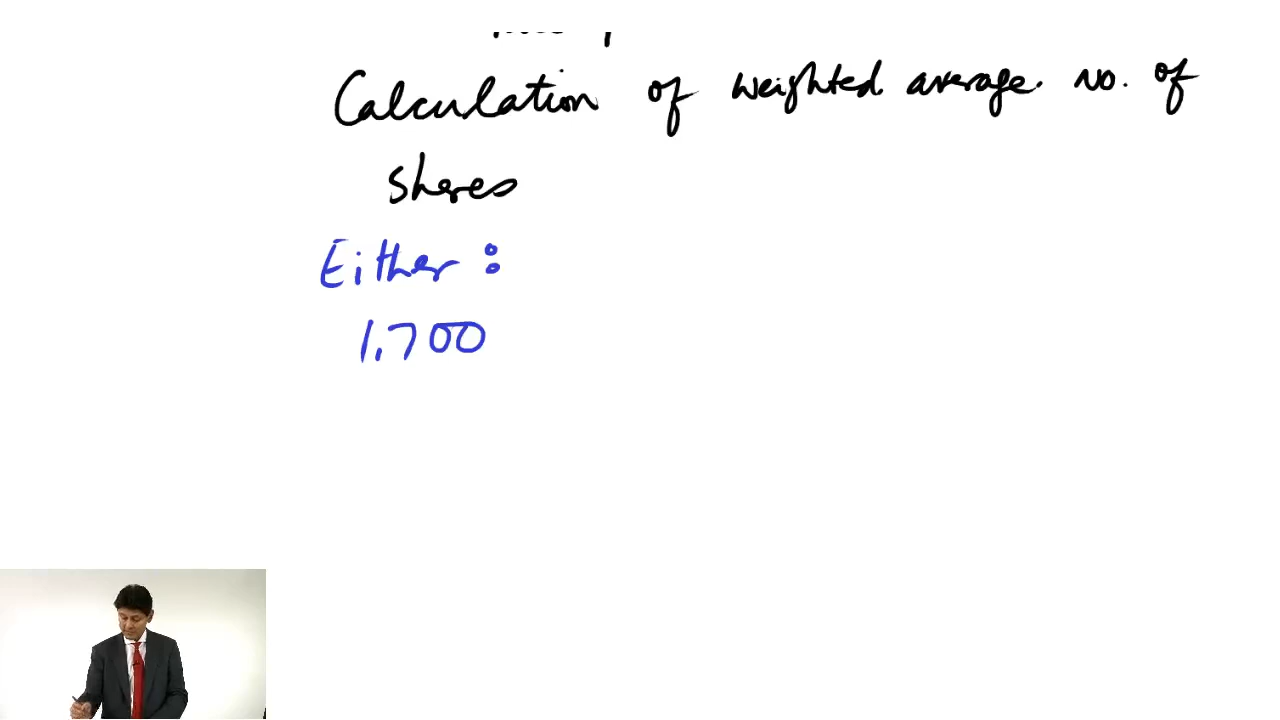 Calculation of weighted average no. of
shares
Either :
1,700